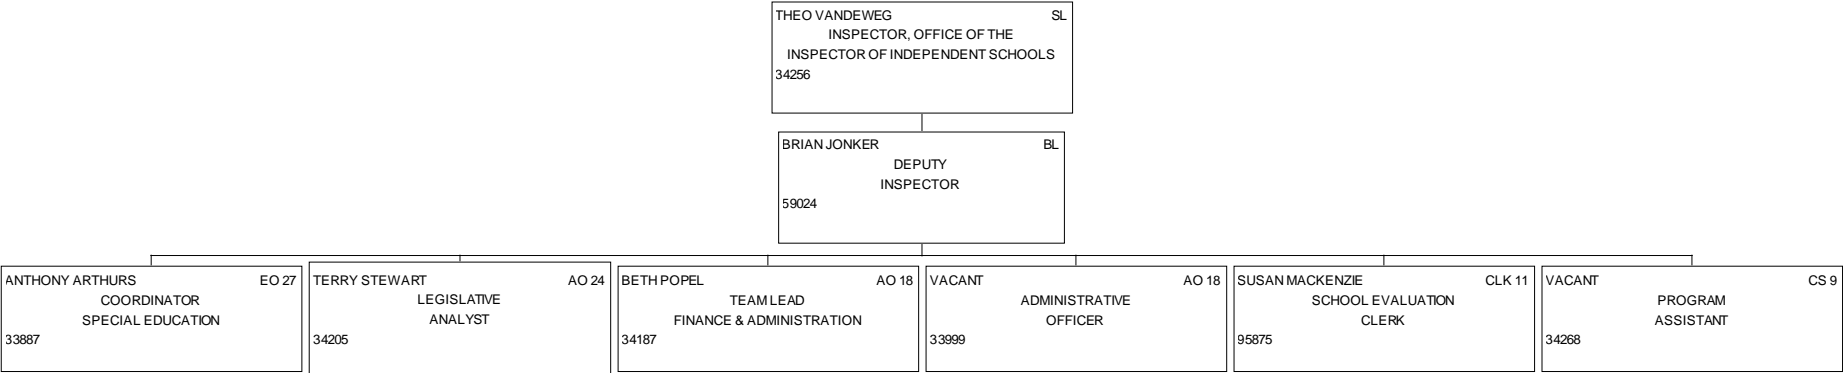 THEO VANDEWEG SL
INSPECTOR, OFFICE OF THE
INSPECTOR OF INDEPENDENT SCHOOLS
34256
BRIAN JONKER BL
DEPUTY
INSPECTOR
59024
ANTHONY ARTHURS EO 27
COORDINATOR
SPECIAL EDUCATION
33887
TERRY STEWART AO 24
LEGISLATIVE
ANALYST
34205
BETH POPEL AO 18
TEAM LEAD
FINANCE & ADMINISTRATION
34187
VACANT AO 18
ADMINISTRATIVE
OFFICER
33999
SUSAN MACKENZIE CLK 11
SCHOOL EVALUATION
CLERK
95875
VACANT CS 9
PROGRAM
ASSISTANT
34268